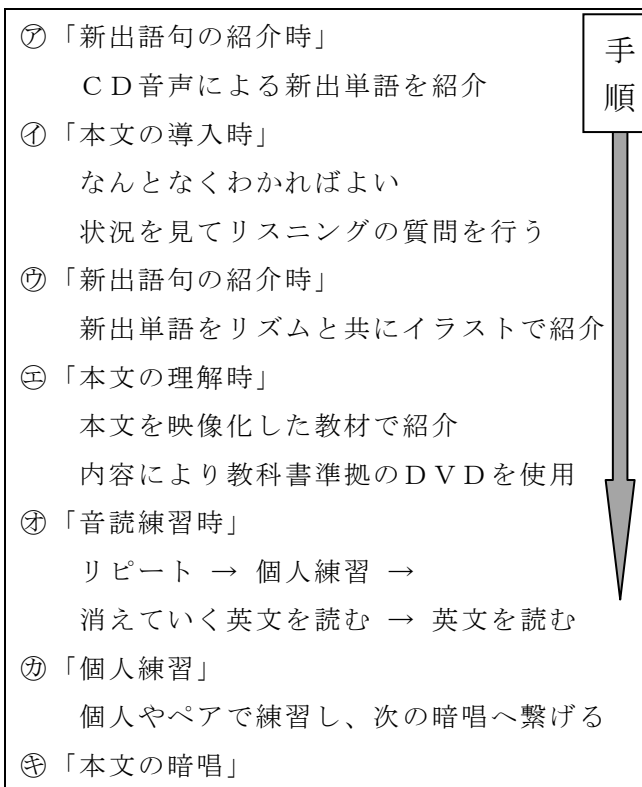 ㋐「新出語句の紹介時」
ＣＤ音声による新出単語を紹介
㋑「本文の導入時」
なんとなくわかればよい
状況を見てリスニングの質問を行う
㋒「新出語句の紹介時」
新出単語をリズムと共にイラストで紹介
㋓「本文の理解時」
本文を映像化した教材で紹介
内容により教科書準拠のＤＶＤを使用
㋔「音読練習時」
リピート → 個人練習 →
消えていく英文を読む → 英文を読む
㋕「個人練習」
個人やペアで練習し、次の暗唱へ繋げる
㋖「本文の暗唱」
手順